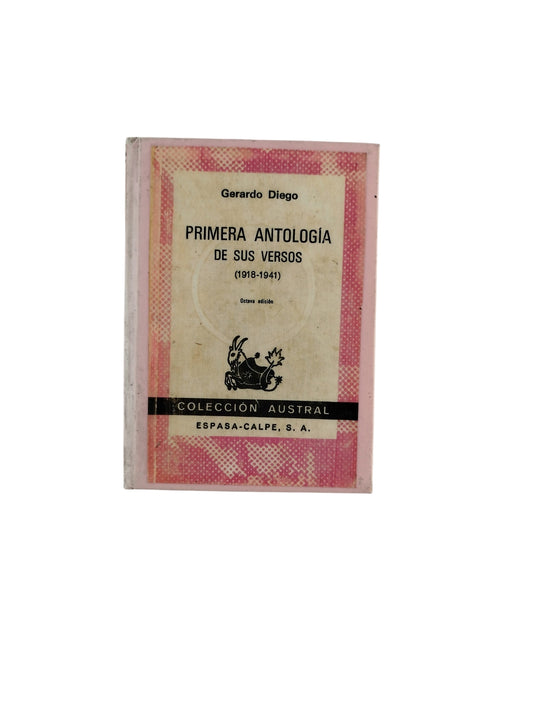 Gerardo Diego
PRIMERA ANTOLOGÍA
DE SUS VERSOS
(1918-1941)
Octava edición
COLECCIÓN AUSTRAL
ESPASA-CALPE, S. A.